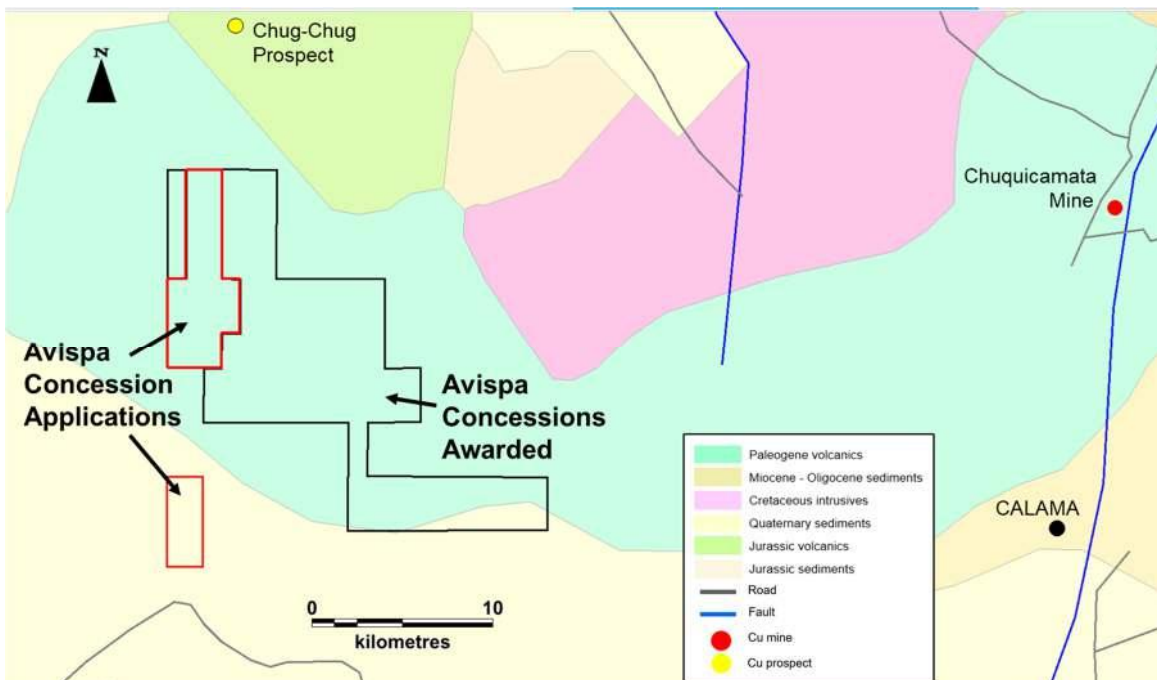 Chug-Chug
Prospect
N
Chuquicamata
Mine
Avispa
Concession
Applications
Avispa
Concessions
Awarded
CALAMA
0 10
kilometres
Paleogene volcanics
Miocene - Oligocene sediments
Cretaceous intrusives
Quaternary sediments
Jurassic volcanics
Jurassic sediments
Road
Fault
Cu mine
Cu prospect